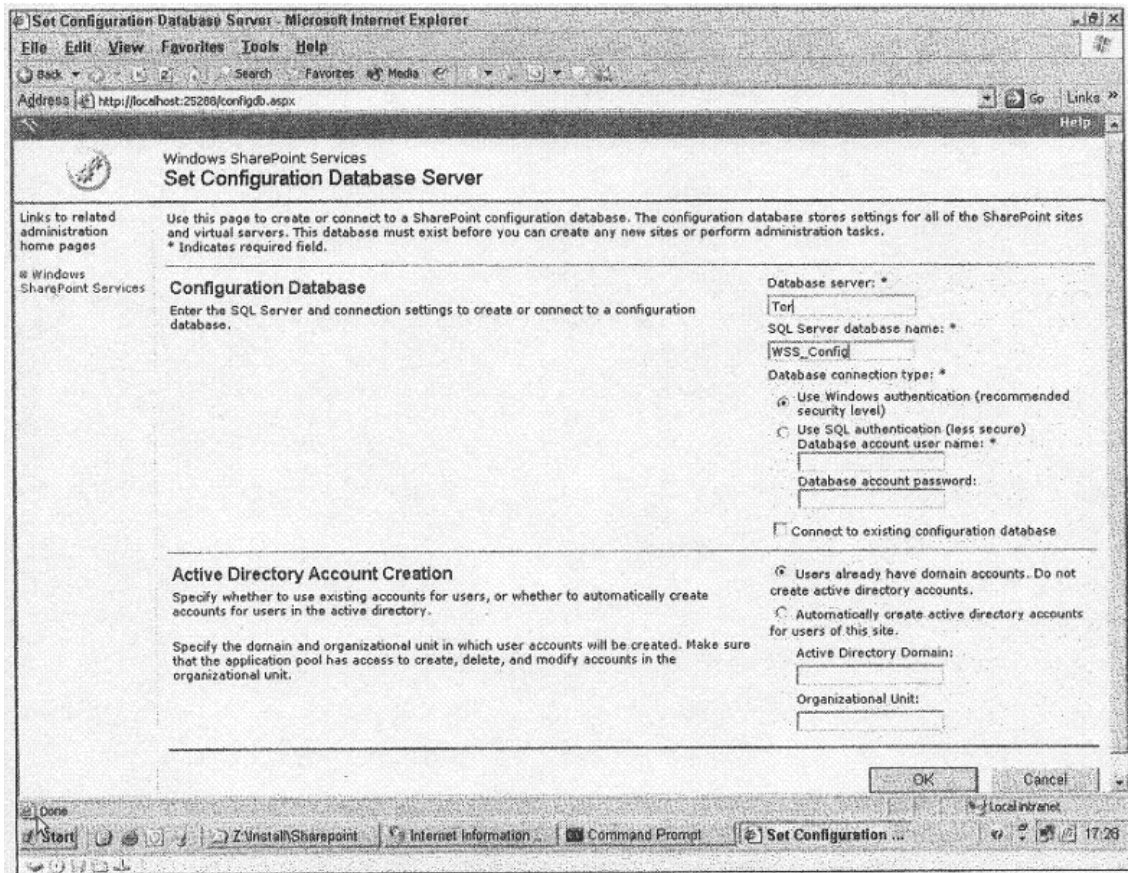 Set Configuration Database Server - Microsoft Internet Explorer
File Edit View Favorites Tools Help
Back Search Favorites Media
Address http://localhost:25288/configdb.aspx Go Links »
Help
Windows SharePoint Services
Set Configuration Database Server
Links to related
administration
home pages
Windows
SharePoint Services
Use this page to create or connect to a SharePoint configuration database. The configuration database stores settings for all of the SharePoint sites
and virtual servers. This database must exist before you can create any new sites or perform administration tasks.
* Indicates required field.
Configuration Database
Enter the SQL Server and connection settings to create or connect to a configuration
database.
Database server: *
Tor
SQL Server database name: *
WSS_Config
Database connection type: *
Use Windows authentication (recommended
security level)
Use SQL authentication (less secure)
Database account user name: *
Database account password:
Connect to existing configuration database
Active Directory Account Creation
Specify whether to use existing accounts for users, or whether to automatically create
accounts for users in the active directory.
Specify the domain and organizational unit in which user accounts will be created. Make sure
that the application pool has access to create, delete, and modify accounts in the
organizational unit.
Users already have domain accounts. Do not
create active directory accounts.
Automatically create active directory accounts
for users of this site.
Active Directory Domain:
Organizational Unit:
OK Cancel
Done Local intranet
Start Z:\Install\Sharepoint Internet Information ... Command Prompt Set Configuration ... 17:26